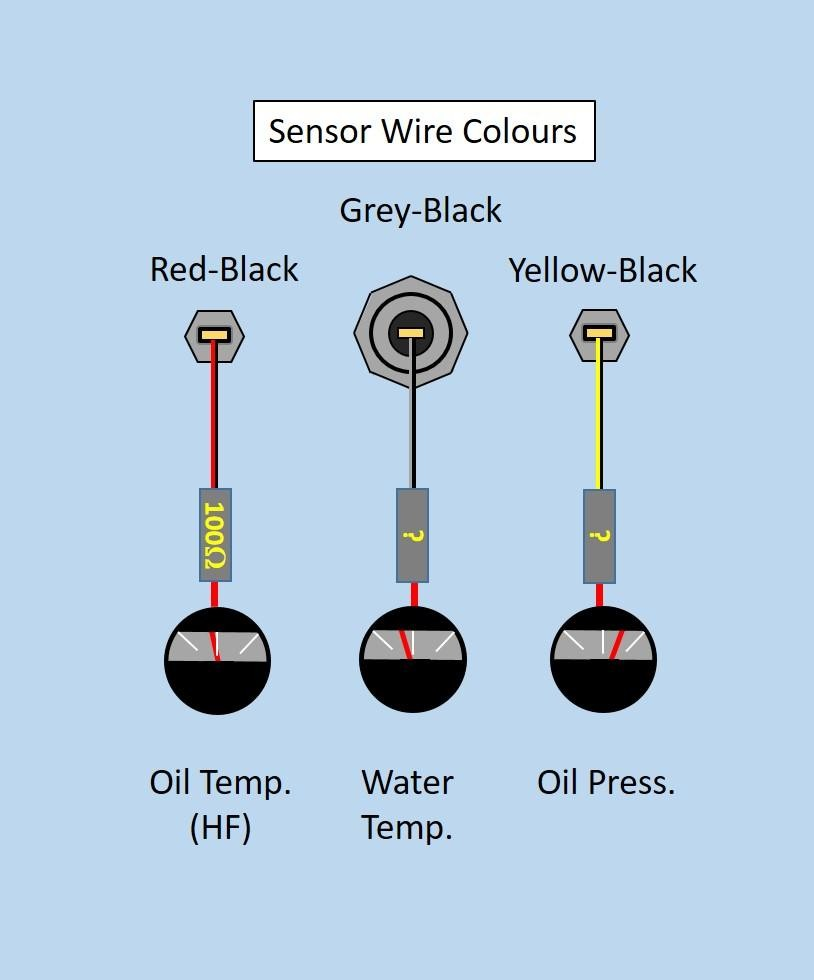 Sensor Wire Colours
Grey-Black
Red-Black
Yellow-Black
100Ω
?
?
Oil Temp.
(HF)
Water
Temp.
Oil Press.